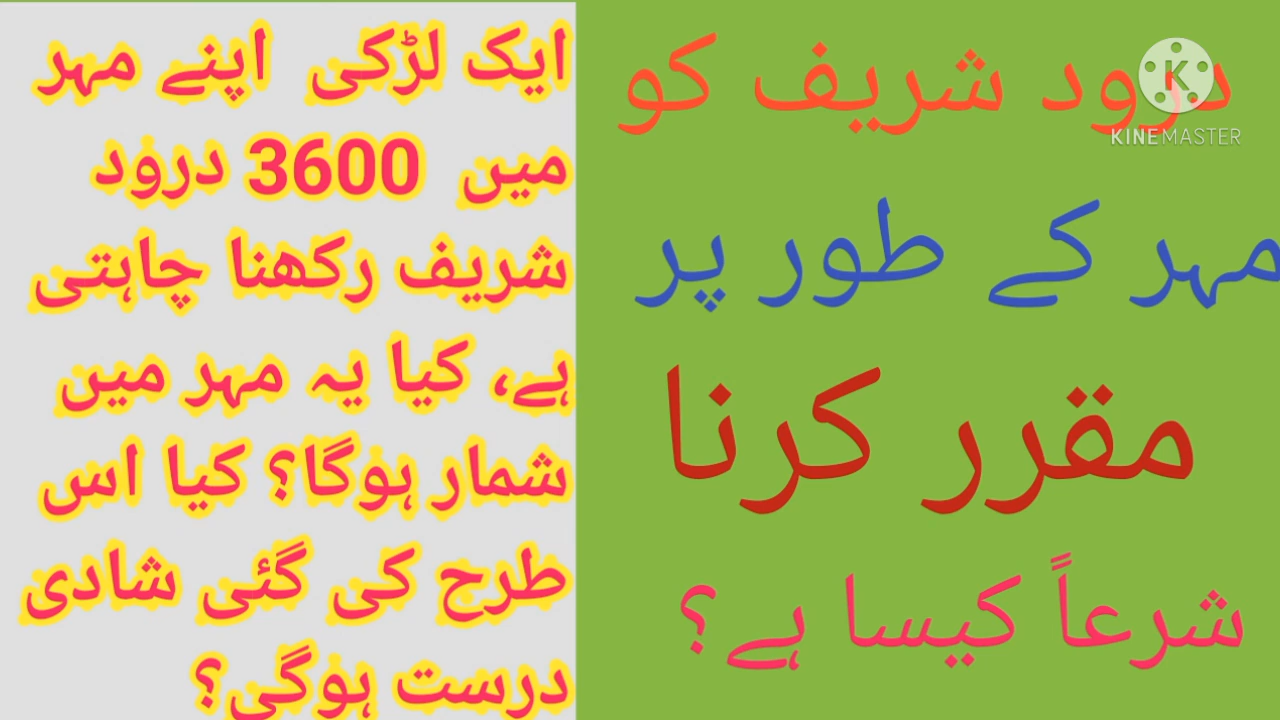 درود شریف کو
مہر کے طور پر
مقرر کرنا
شرعاً کیسا ہے؟
KINEMASTER
ایک لڑکی اپنے مہر
میں 3600 درود
شریف رکھنا چاہتی
ہے، کیا یہ مہر میں
شمار ہوگا؟ کیا اس
طرح کی گئی شادی
درست ہوگی؟